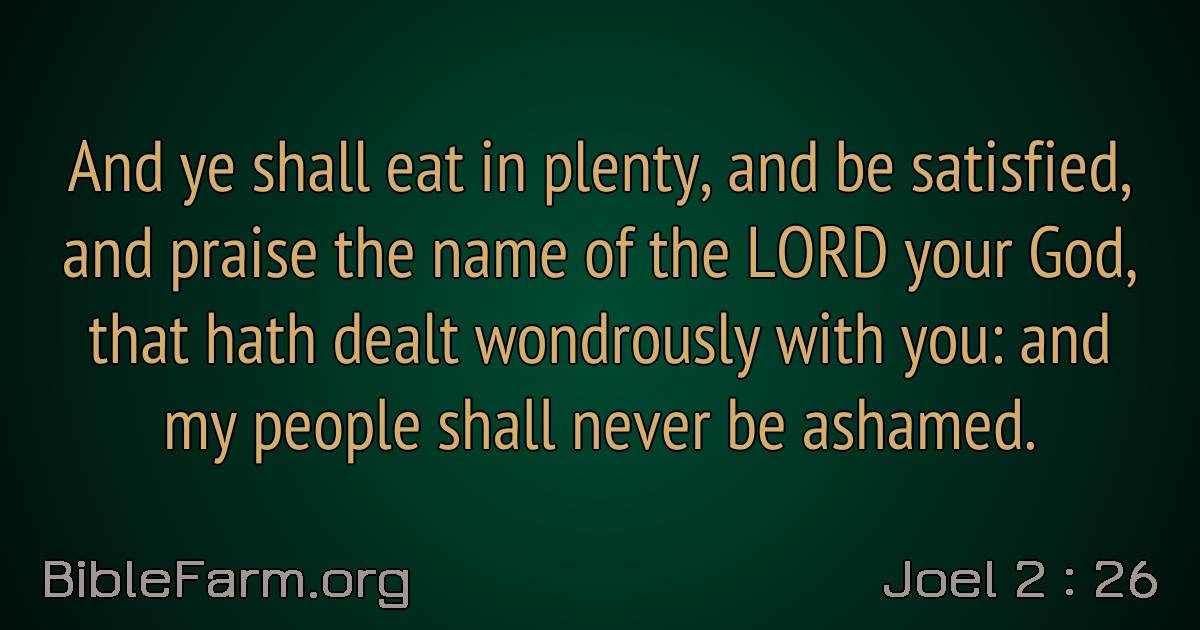 And ye shall eat in plenty, and be satisfied,
and praise the name of the LORD your God,
that hath dealt wondrously with you: and
my people shall never be ashamed.
BibleFarm.org
Joel 2 : 26